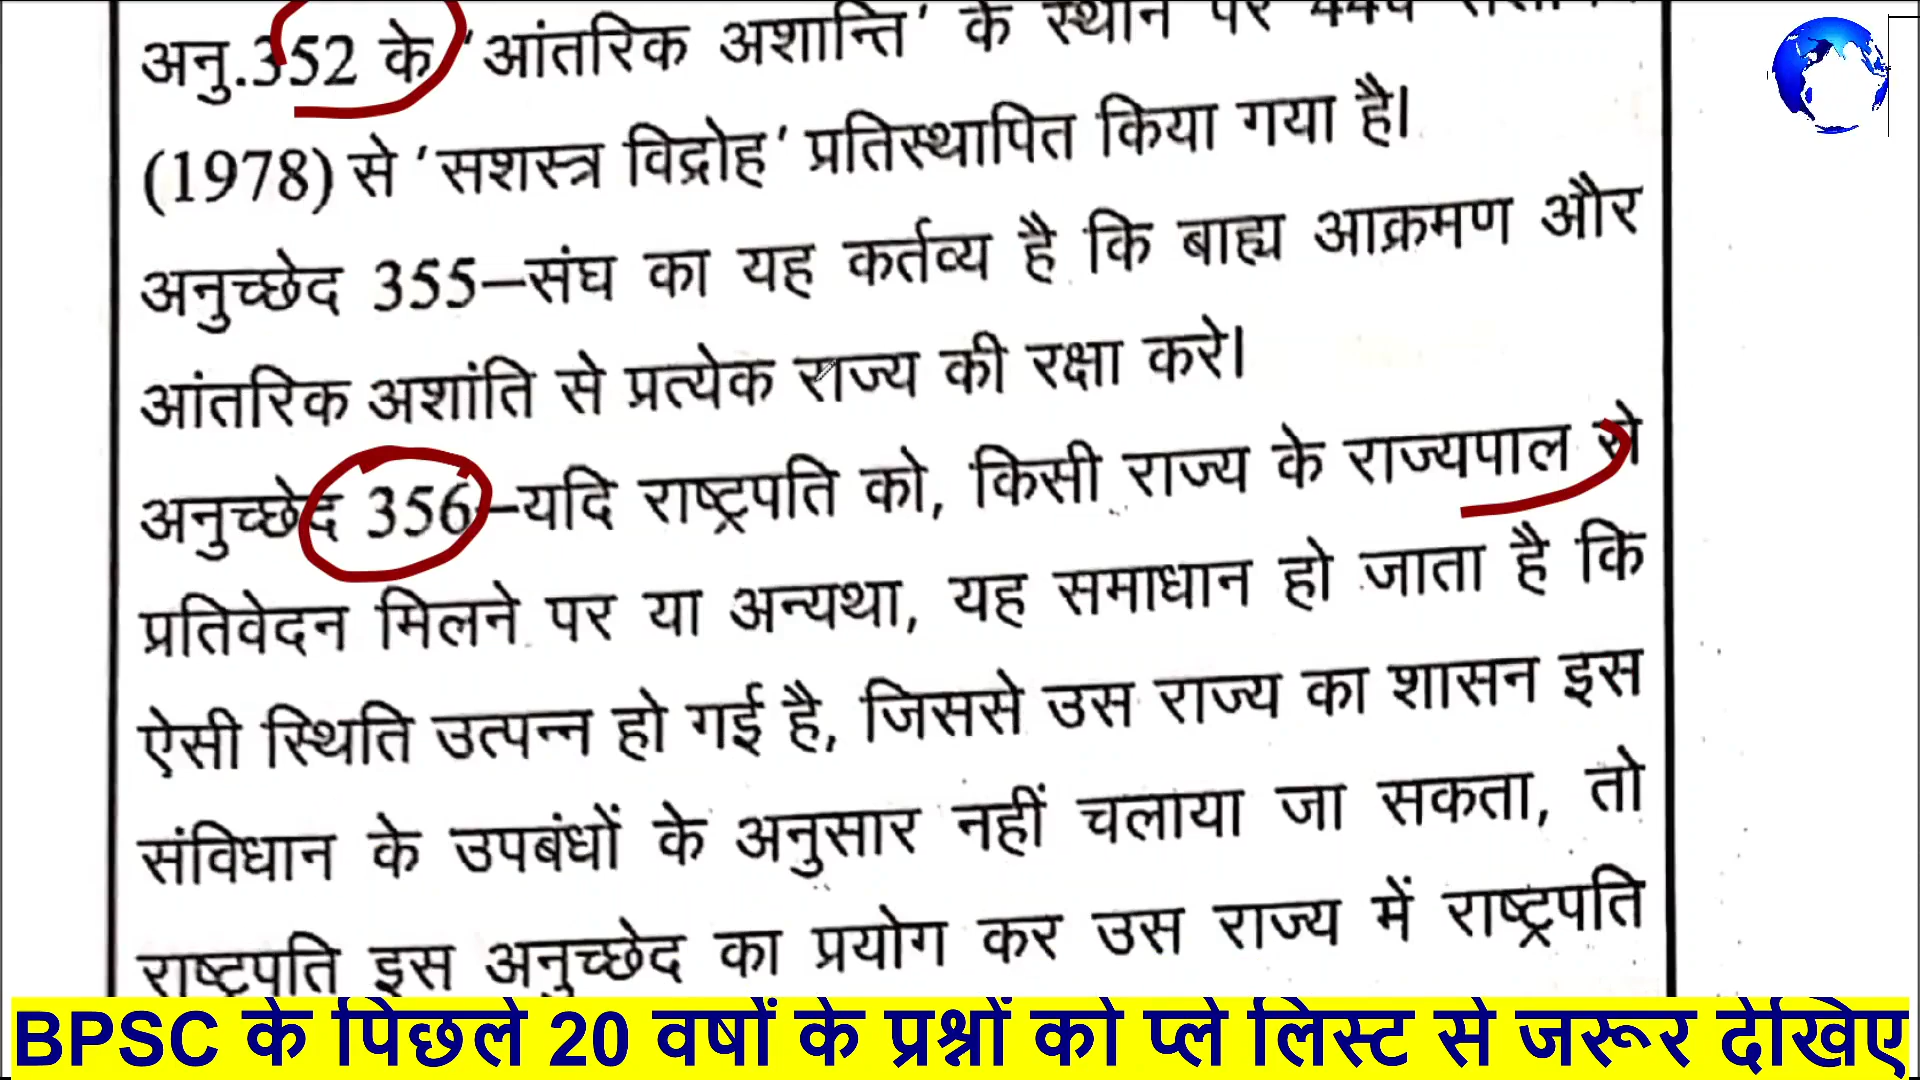 अनु.352 के 'आंतरिक अशान्ति' के स्थान पर 44वें
(1978) से 'सशस्त्र विद्रोह' प्रतिस्थापित किया गया है।
अनुच्छेद 355–संघ का यह कर्तव्य है कि बाह्य आक्रमण और
आंतरिक अशांति से प्रत्येक राज्य की रक्षा करे।
अनुच्छेद 356–यदि राष्ट्रपति को, किसी राज्य के राज्यपाल से
प्रतिवेदन मिलने पर या अन्यथा, यह समाधान हो जाता है कि
ऐसी स्थिति उत्पन्न हो गई है, जिससे उस राज्य का शासन इस
संविधान के उपबंधों के अनुसार नहीं चलाया जा सकता, तो
राष्ट्रपति इस अनुच्छेद का प्रयोग कर उस राज्य में राष्ट्रपति
BPSC के पिछले 20 वर्षों के प्रश्नों को प्ले लिस्ट से जरूर देखिए